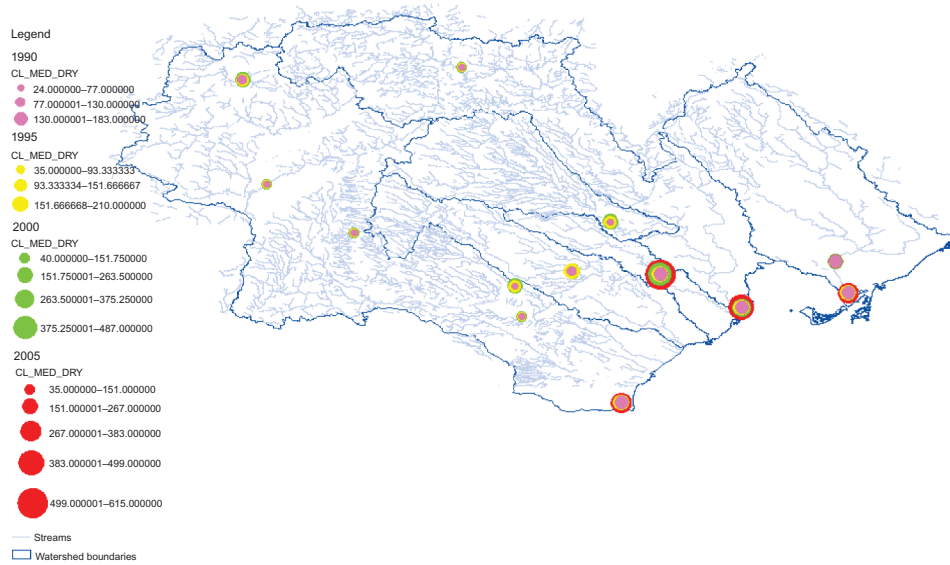 Legend
1990
CL_MED_DRY
24.000000–77.000000
77.000001–130.000000
130.000001–183.000000
1995
CL_MED_DRY
35.000000–93.333333
93.333334–151.666667
151.666668–210.000000
2000
CL_MED_DRY
40.000000–151.750000
151.750001–263.500000
263.500001–375.250000
375.250001–487.000000
2005
CL_MED_DRY
35.000000–151.000000
151.000001–267.000000
267.000001–383.000000
383.000001–499.000000
499.000001–615.000000
Streams
Watershed boundaries